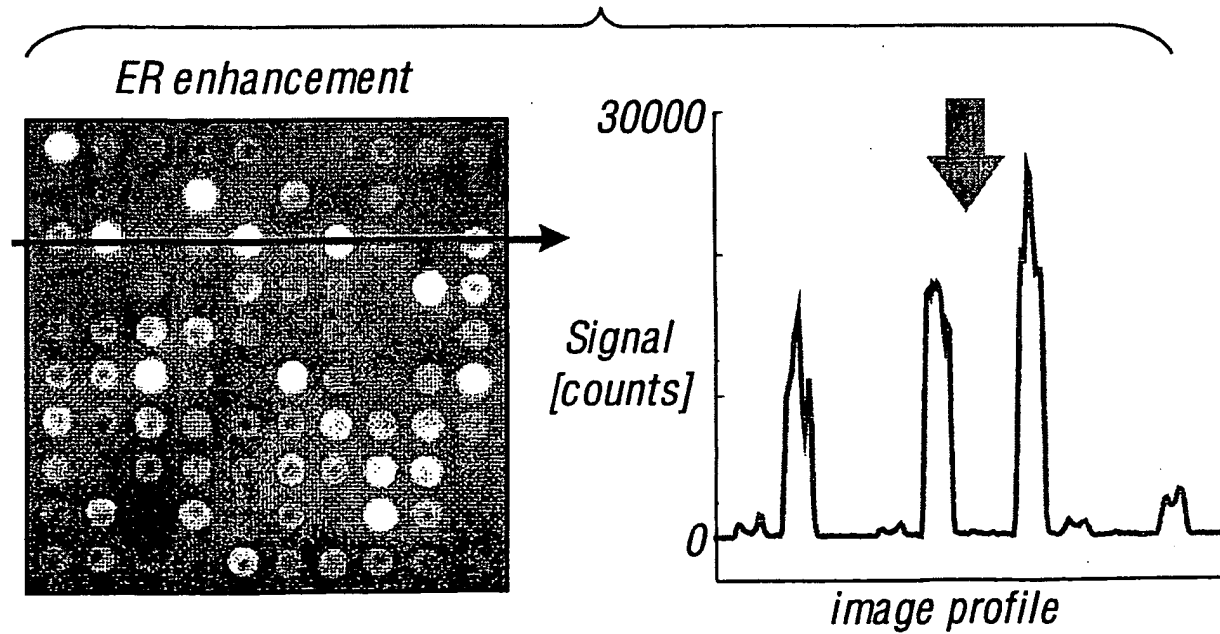 ER enhancement
30000
Signal
[counts]
0
image profile